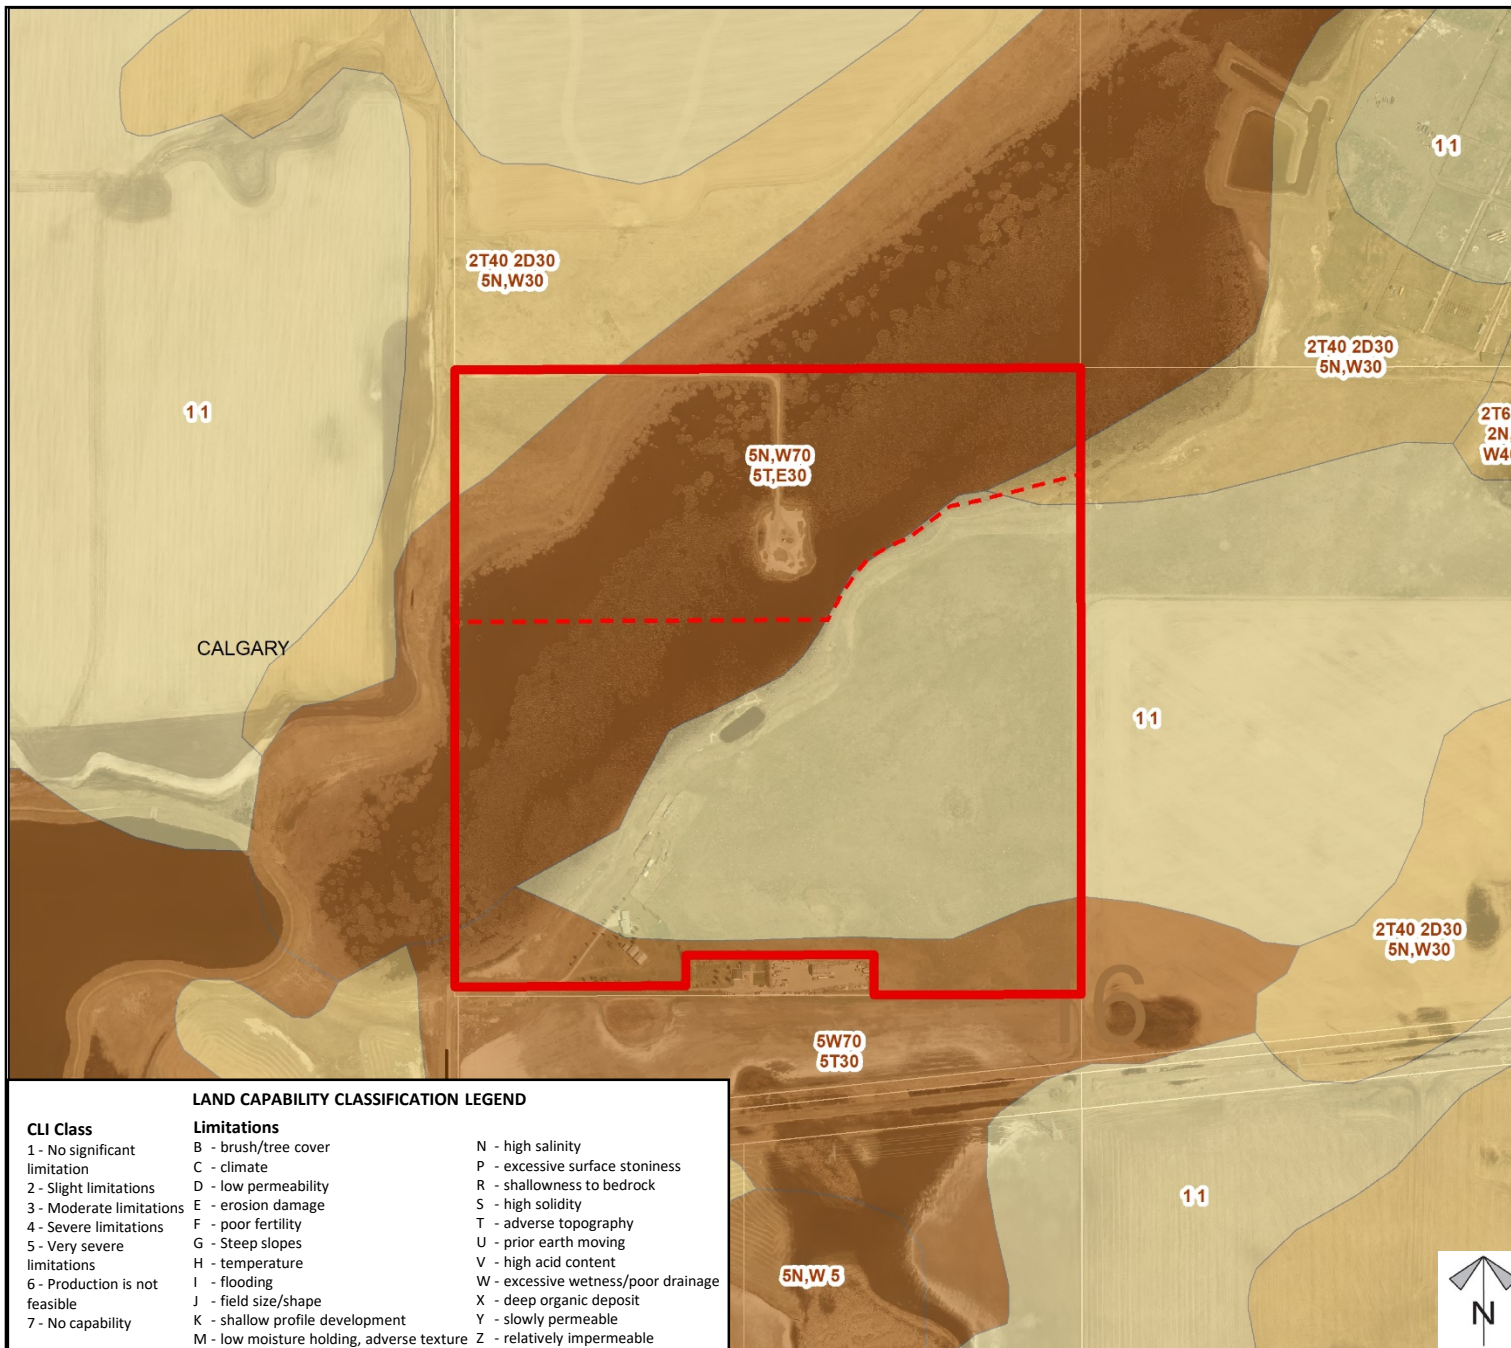 1 1
2T40 2D30
5N,W30
2T40 2D30
5N,W30
1 1
2T6
2N,
W4
5N,W70
5T,E30
CALGARY
1 1
2T40 2D30
5N,W30
16
5W70
5T30
1 1
5N,W 5
LAND CAPABILITY CLASSIFICATION LEGEND
CLI Class
1 - No significant
limitation
2 - Slight limitations
3 - Moderate limitations
4 - Severe limitations
5 - Very severe
limitations
6 - Production is not
feasible
7 - No capability
Limitations
B - brush/tree cover
C - climate
D - low permeability
E - erosion damage
F - poor fertility
G - Steep slopes
H - temperature
I - flooding
J - field size/shape
K - shallow profile development
M - low moisture holding, adverse texture
N - high salinity
P - excessive surface stoniness
R - shallowness to bedrock
S - high solidity
T - adverse topography
U - prior earth moving
V - high acid content
W - excessive wetness/poor drainage
X - deep organic deposit
Y - slowly permeable
Z - relatively impermeable
N